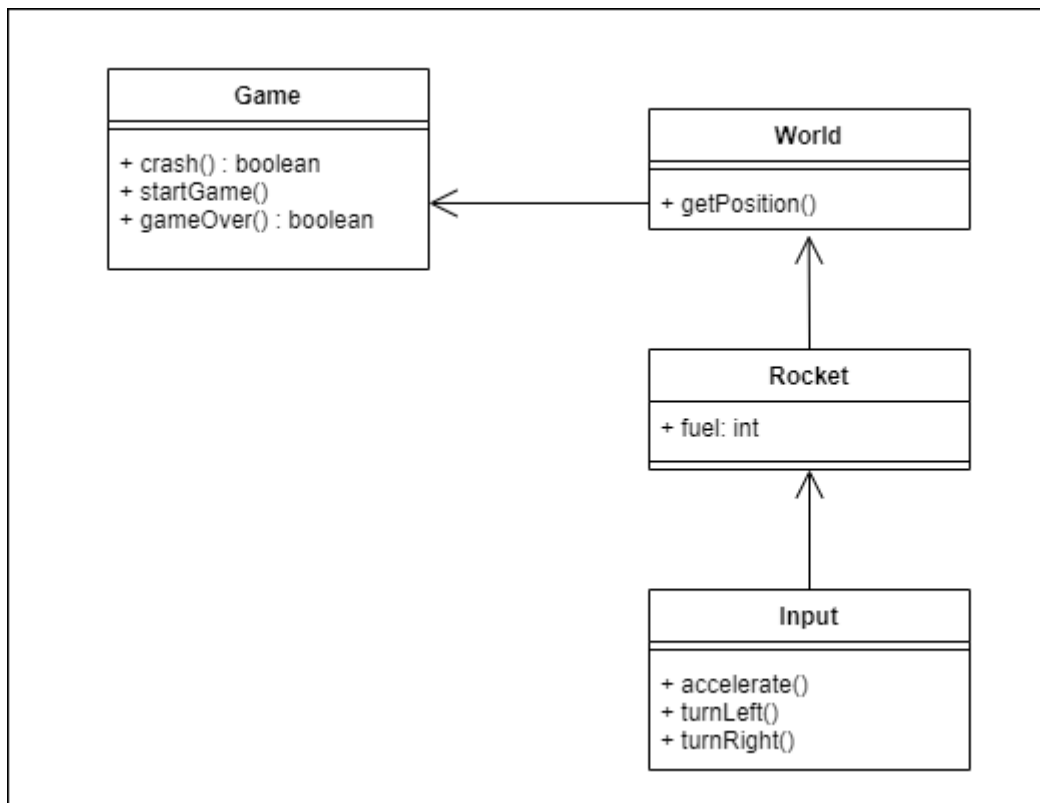 Game
+ crash() : boolean
+ startGame()
+ gameOver() : boolean
World
+ getPosition()
Rocket
+ fuel: int
Input
+ accelerate()
+ turnLeft()
+ turnRight()